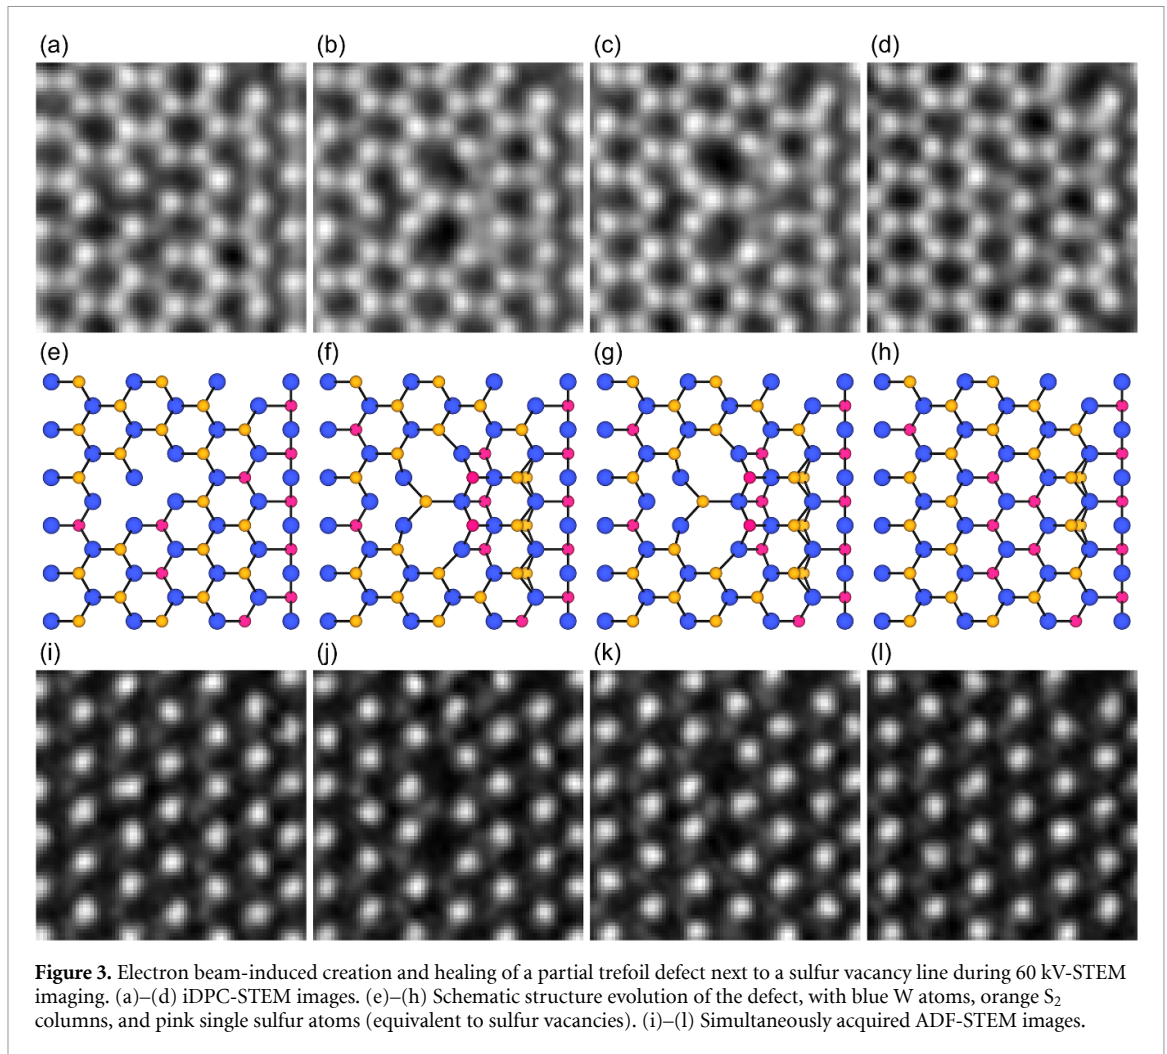 (a) (b) (c) (d)
(e) (f) (g) (h)
(i) (j) (k) (l)
Figure 3. Electron beam-induced creation and healing of a partial trefoil defect next to a sulfur vacancy line during 60 kV-STEM
imaging. (a)–(d) iDPC-STEM images. (e)–(h) Schematic structure evolution of the defect, with blue W atoms, orange S₂
columns, and pink single sulfur atoms (equivalent to sulfur vacancies). (i)–(l) Simultaneously acquired ADF-STEM images.